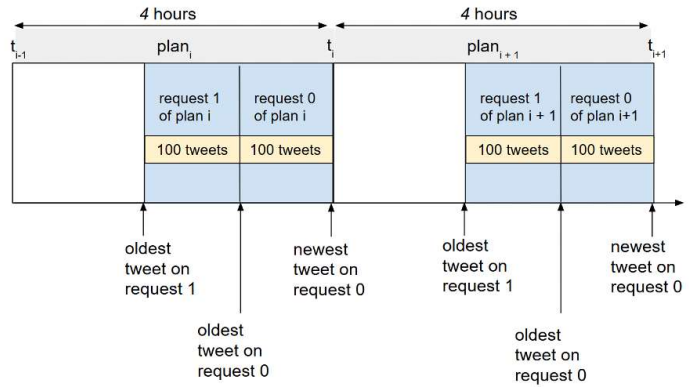 4 hours
4 hours
t i-1
plan i
t i
plan i + 1
t i+1
request 1
of plan i
request 0
of plan i
request 1
of plan i + 1
request 0
of plan i+1
100 tweets
100 tweets
100 tweets
100 tweets
oldest
tweet on
request 1
newest
tweet on
request 0
oldest
tweet on
request 1
newest
tweet on
request 0
oldest
tweet on
request 0
oldest
tweet on
request 0